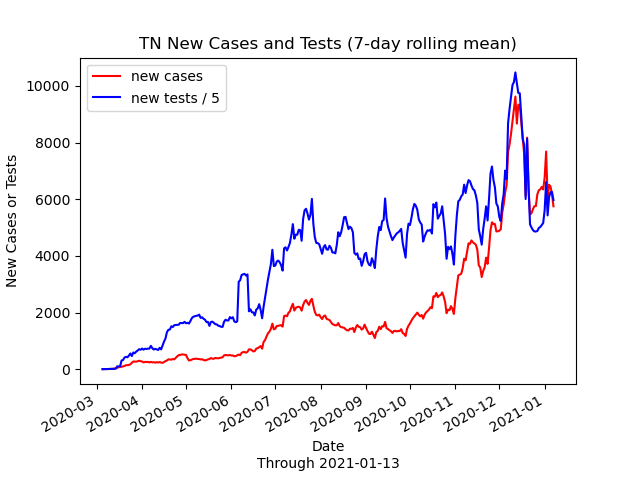 TN New Cases and Tests (7-day rolling mean)
new cases
new tests / 5
New Cases or Tests
10000
8000
6000
4000
2000
0
2020-03
2020-04
2020-05
2020-06
2020-07
2020-08
2020-09
2020-10
2020-11
2020-12
2021-01
Date
Through 2021-01-13